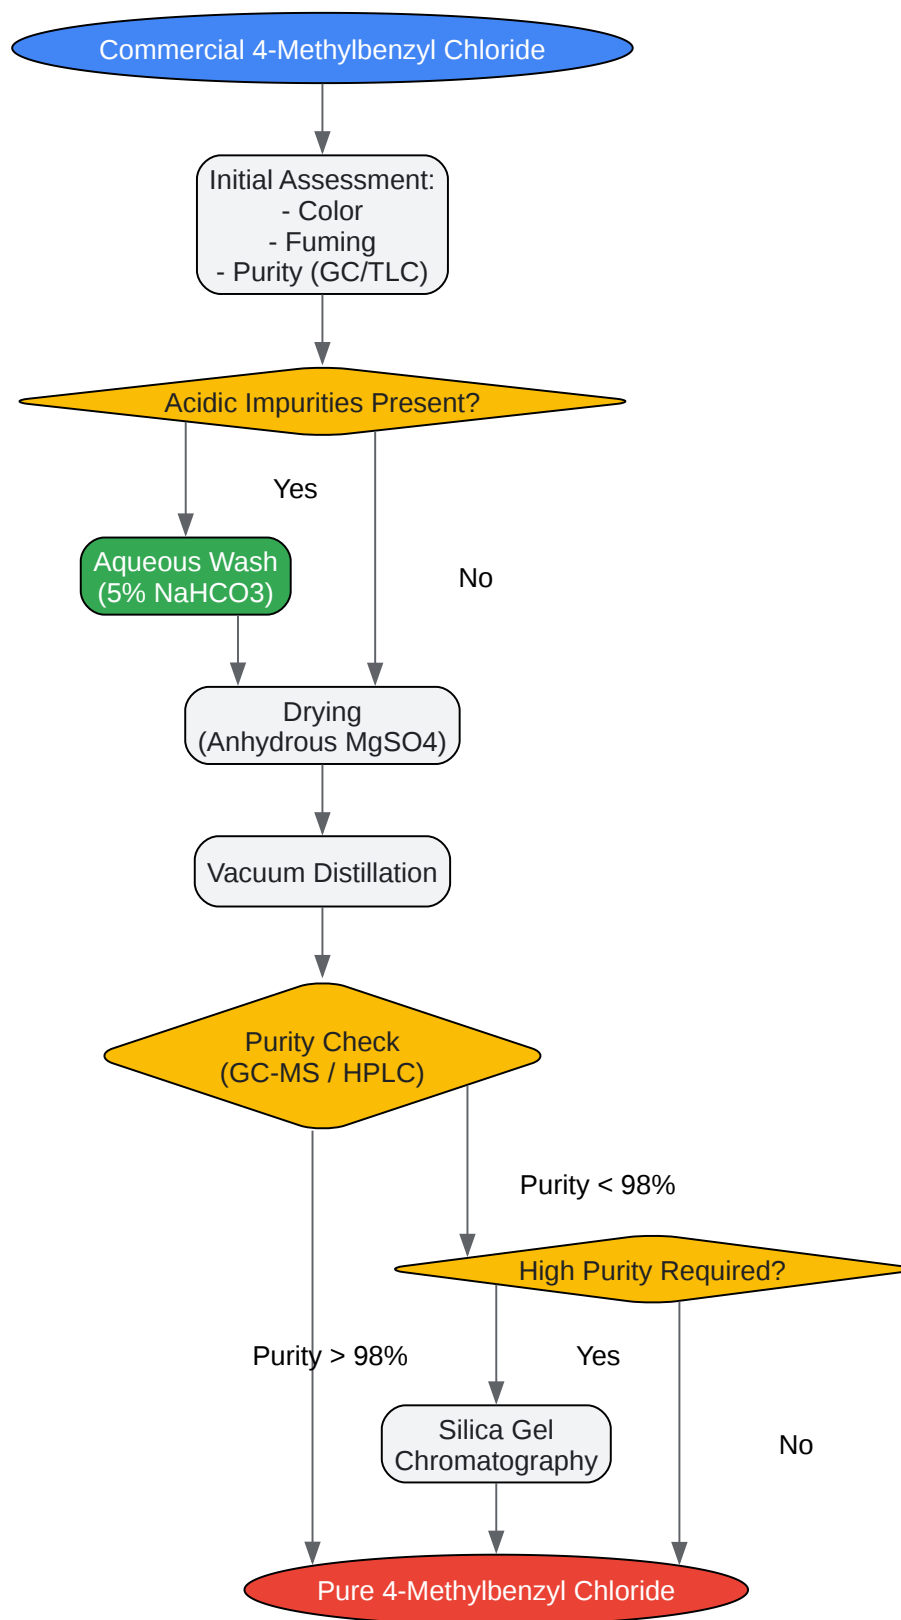 Commercial 4-Methylbenzyl Chloride
Initial Assessment:
- Color
- Fuming
- Purity (GC/TLC)
Acidic Impurities Present?
Yes
Aqueous Wash
(5% NaHCO3)
No
Drying
(Anhydrous MgSO4)
Vacuum Distillation
Purity Check
(GC-MS / HPLC)
Purity < 98%
High Purity Required?
Purity > 98%
Yes
Silica Gel
Chromatography
No
Pure 4-Methylbenzyl Chloride